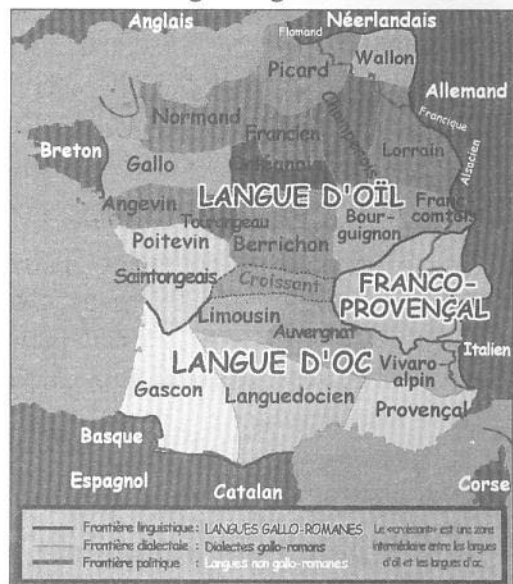 Anglais
Néerlandais
Flamand
Picard
Wallon
Allemand
Normand
Champenois
Francique
Francien
Lorrain
Breton
Gallo
Orléanais
Alsacien
Angevin
LANGUE D'OÏL
Franc-
comtois
Tourangeau
Bour-
guignon
Poitevin
Berrichon
Saintongeais
Croissant
FRANCO-
PROVENÇAL
Limousin
Auvergnat
Italien
LANGUE D'OC
Vivaro-
alpin
Gascon
Languedocien
Provençal
Basque
Espagnol
Catalan
Corse
Frontière linguistique : LANGUES GALLO-ROMANES
Frontière dialectale : Dialectes gallo-romans
Frontière politique : Langues non gallo-romanes
Le «croissant» est une zone
intermédiaire entre les langues
d'oïl et les langues d'oc.